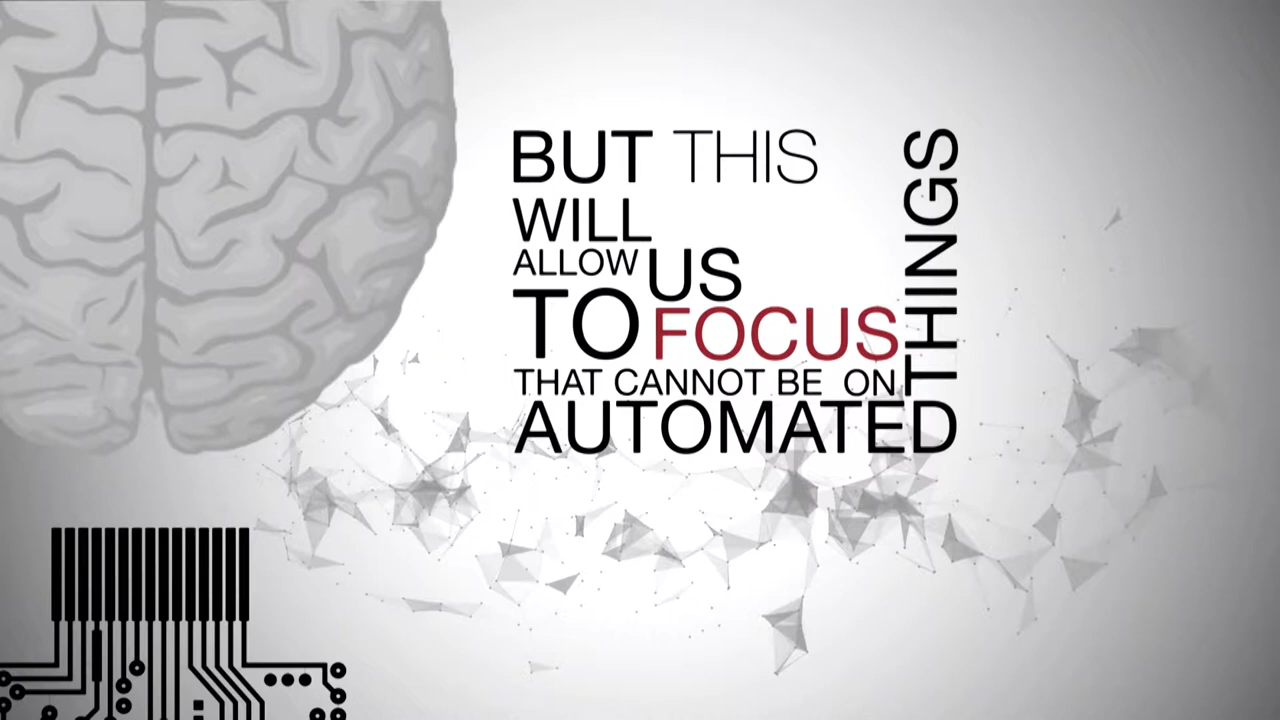 BUT THIS
WILL
ALLOW US
TO FOCUS
THAT CANNOT BE ON
THINGS
AUTOMATED